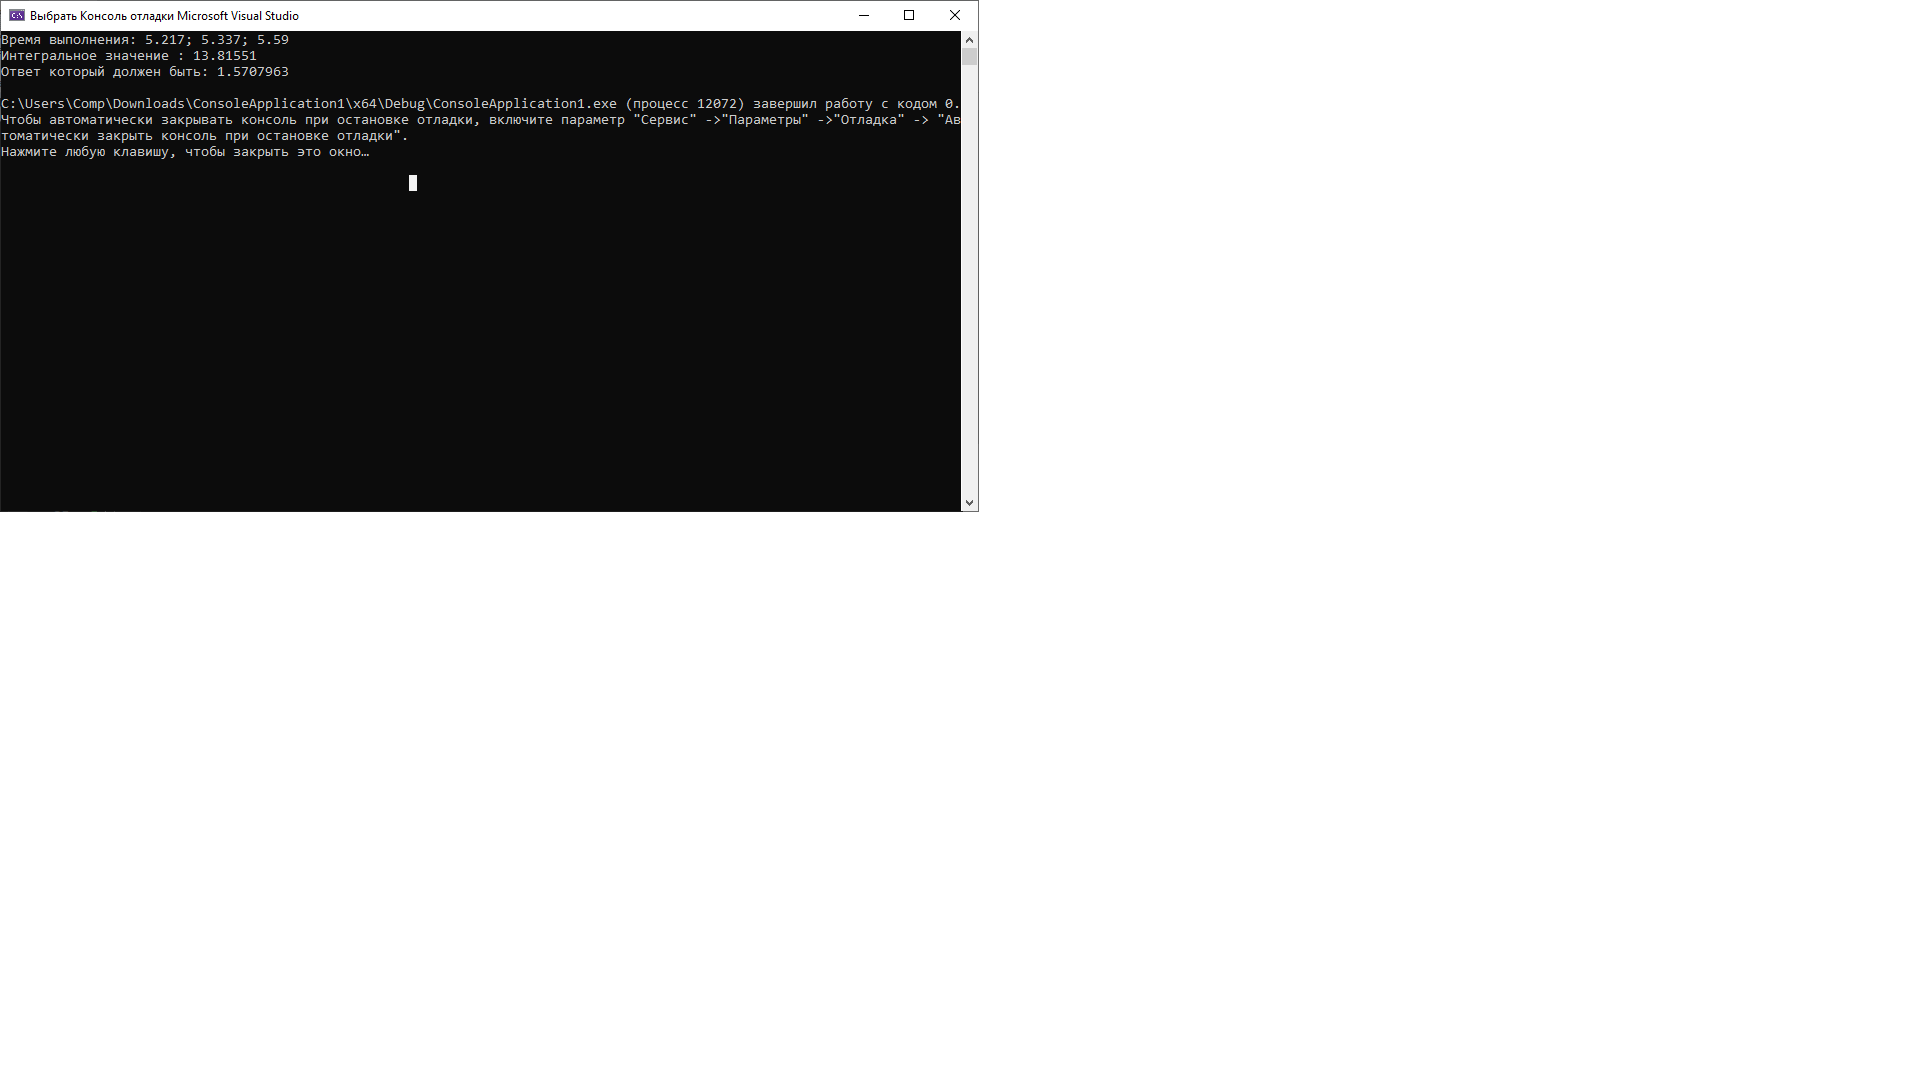 Выбрать Консоль отладки Microsoft Visual Studio
Время выполнения: 5.217; 5.337; 5.59
Интегральное значение : 13.81551
Ответ который должен быть: 1.5707963
C:\Users\Comp\Downloads\ConsoleApplication1\x64\Debug\ConsoleApplication1.exe (процесс 12072) завершил работу с кодом 0.
Чтобы автоматически закрывать консоль при остановке отладки, включите параметр "Сервис" ->"Параметры" ->"Отладка" -> "Ав
томатически закрыть консоль при остановке отладки".
Нажмите любую клавишу, чтобы закрыть это окно…